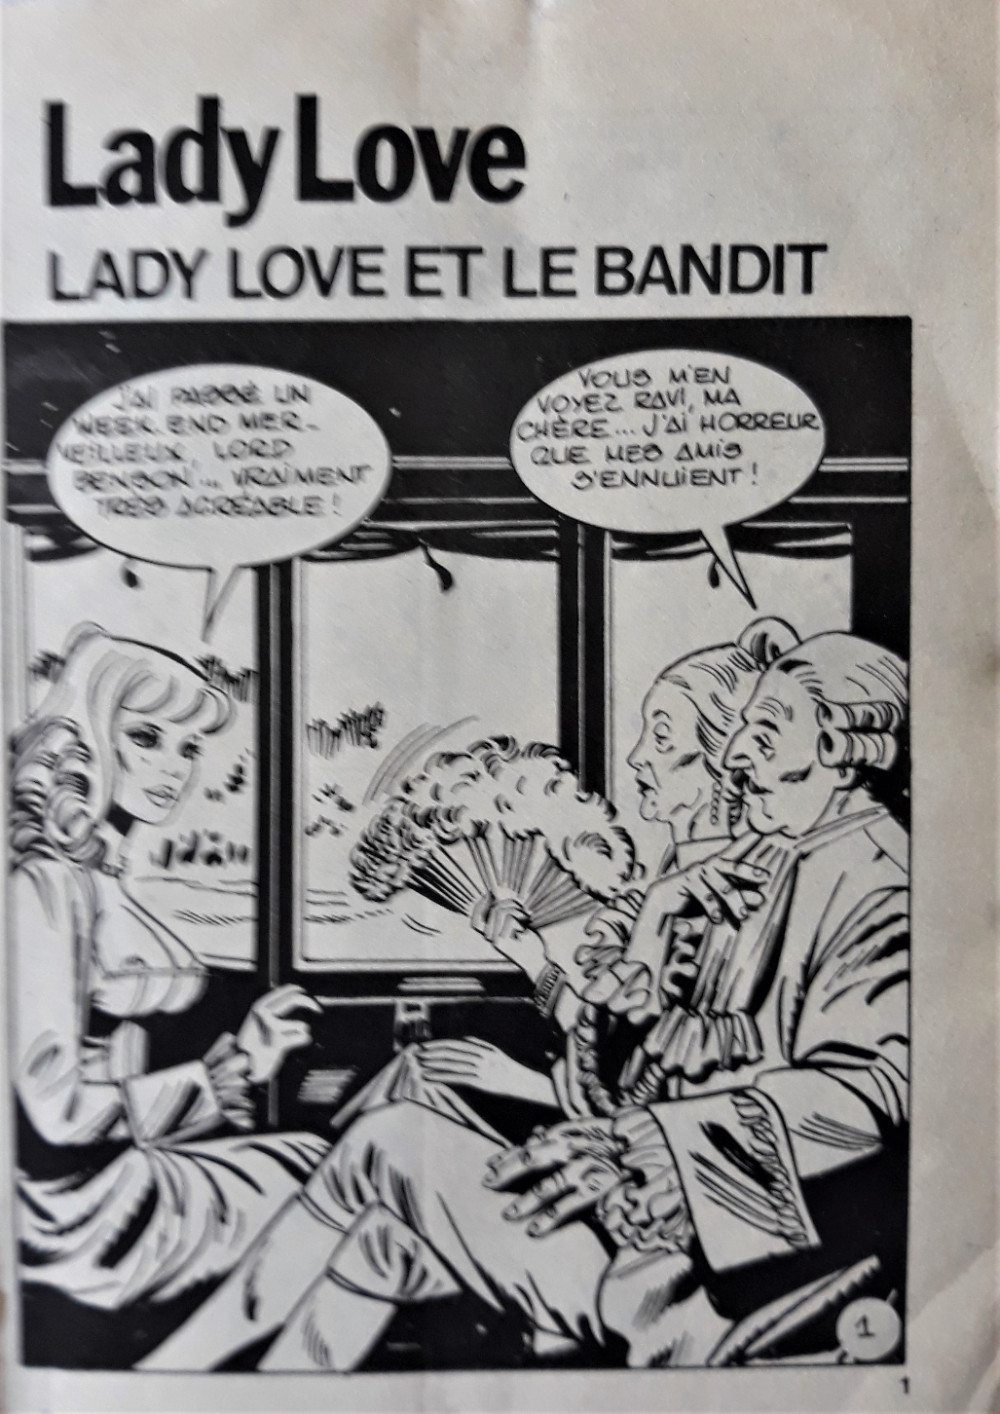 Lady Love
LADY LOVE ET LE BANDIT
J'AI PASSÉ UN
WEEK END MER-
VEILLEUX, LORD
BENSON... VRAIMENT
TRÈS AGRÉABLE !
VOUS M'EN
VOYEZ RAVI, MA
CHÈRE... J'AI HORREUR
QUE MES AMIS
S'ENNUIENT !
1
1